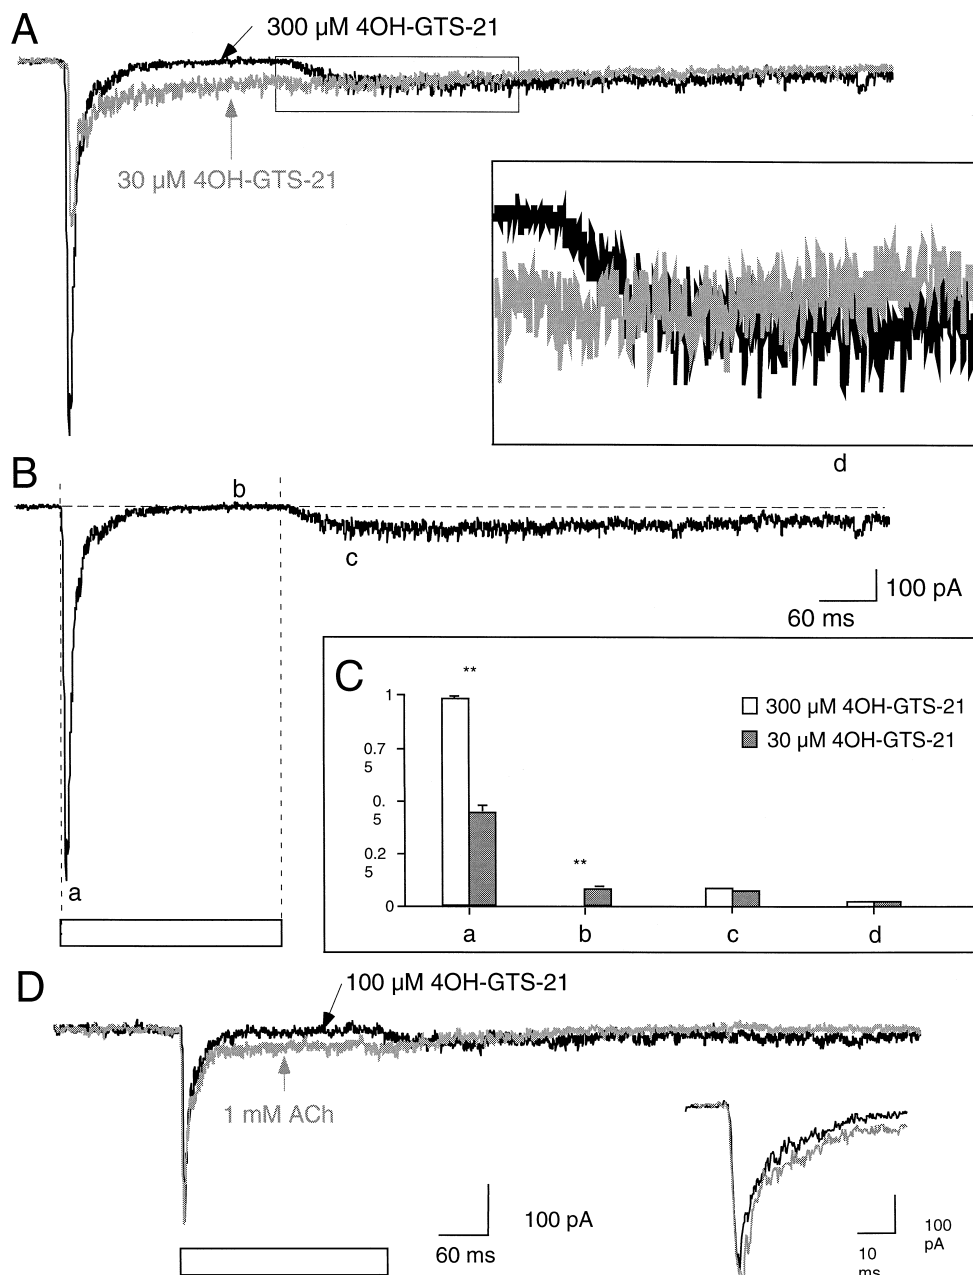 A
300 µM 4OH-GTS-21
30 µM 4OH-GTS-21
d
B
b
c
100 pA
60 ms
a
C
**
1
0.7
5
0.
5
0.2
5
0
**
300 µM 4OH-GTS-21
30 µM 4OH-GTS-21
a
b
c
d
D
100 µM 4OH-GTS-21
1 mM ACh
100 pA
60 ms
100
pA
10
ms